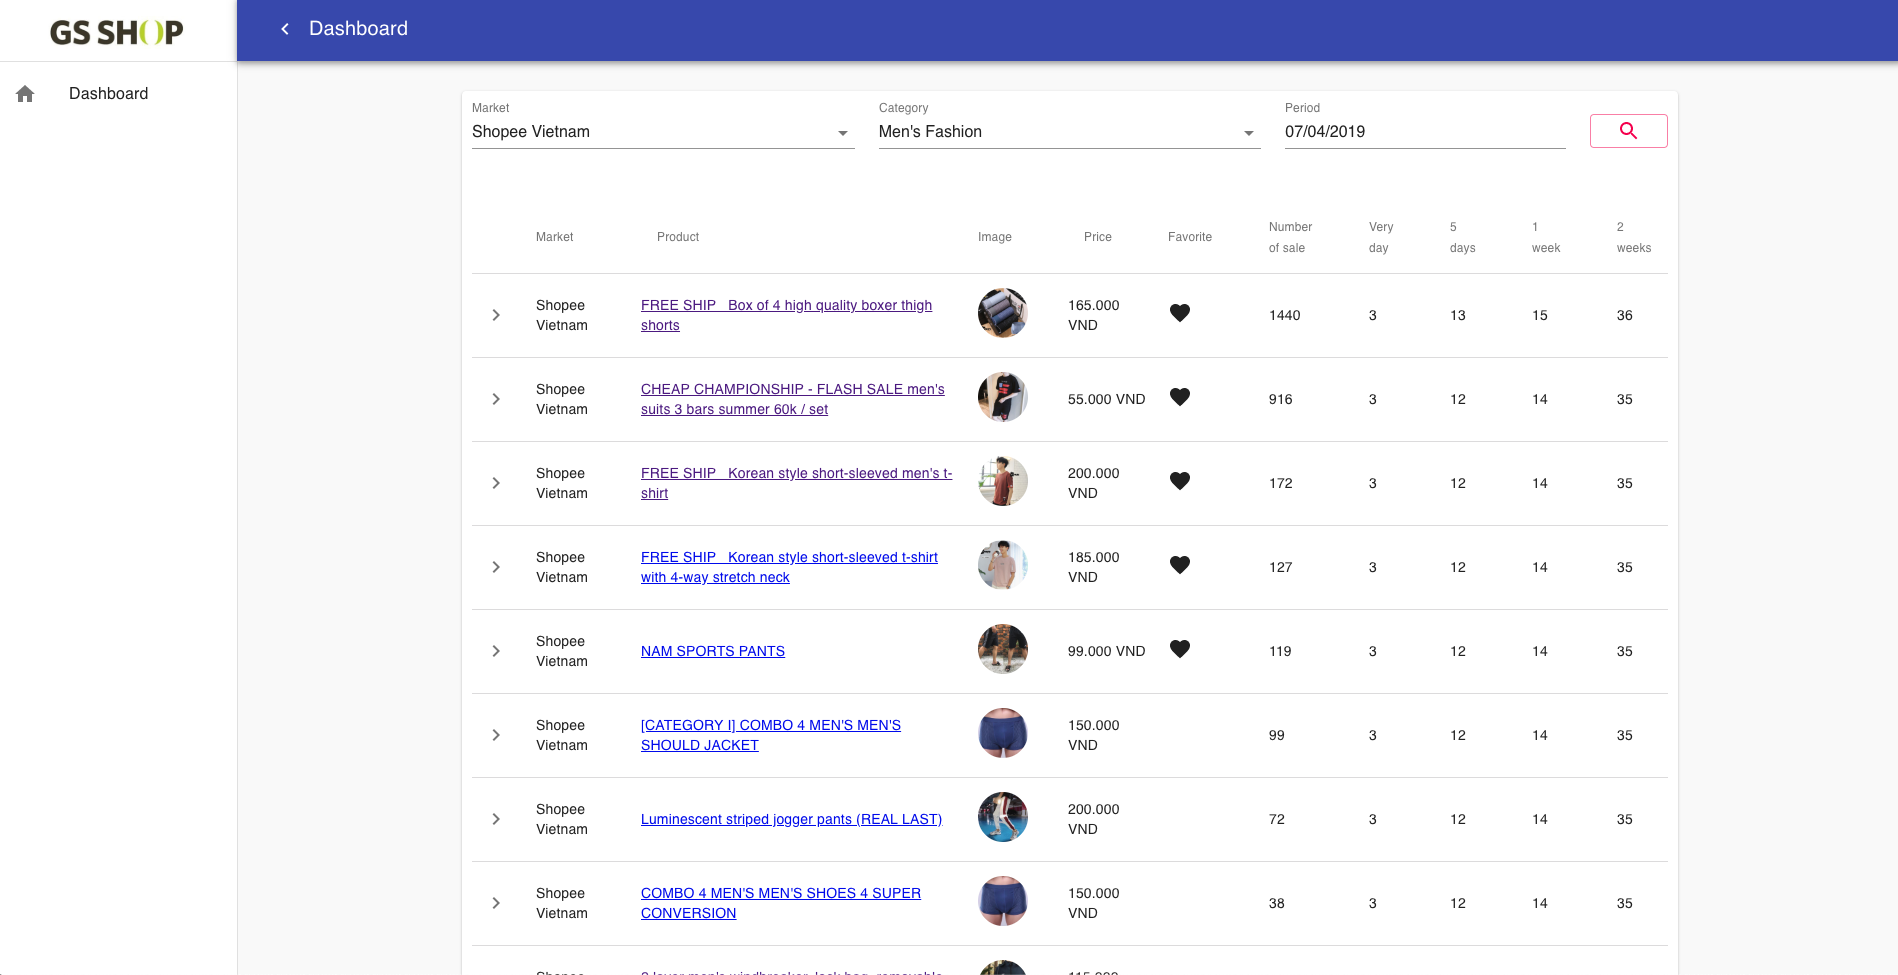 GS SHOP
Dashboard
Dashboard
Market
Category
Period
Shopee Vietnam
Men's Fashion
07/04/2019
Market
Product
Image
Price
Favorite
Number
of sale
Very
day
5
days
1
week
2
weeks
Shopee
Vietnam
FREE SHIP _ Box of 4 high quality boxer thigh
shorts
165.000
VND
1440
3
13
15
36
Shopee
Vietnam
CHEAP CHAMPIONSHIP - FLASH SALE men's
suits 3 bars summer 60k / set
55.000 VND
916
3
12
14
35
Shopee
Vietnam
FREE SHIP _ Korean style short-sleeved men's t-
shirt
200.000
VND
172
3
12
14
35
Shopee
Vietnam
FREE SHIP _ Korean style short-sleeved t-shirt
with 4-way stretch neck
185.000
VND
127
3
12
14
35
Shopee
Vietnam
NAM SPORTS PANTS
99.000 VND
119
3
12
14
35
Shopee
Vietnam
[CATEGORY I] COMBO 4 MEN'S MEN'S
SHOULD JACKET
150.000
VND
99
3
12
14
35
Shopee
Vietnam
Luminescent striped jogger pants (REAL LAST)
200.000
VND
72
3
12
14
35
Shopee
Vietnam
COMBO 4 MEN'S MEN'S SHOES 4 SUPER
CONVERSION
150.000
VND
38
3
12
14
35
Shopee